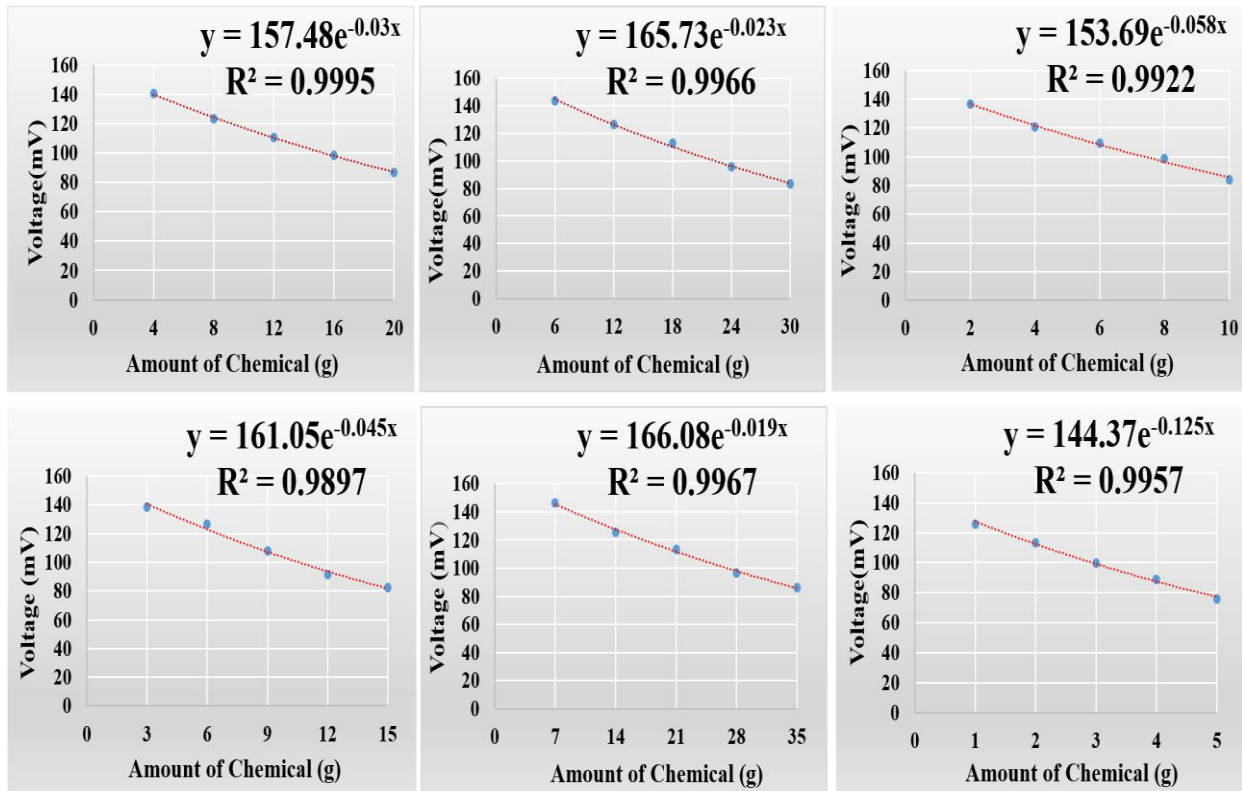 y = 157.48e-0.03x
R² = 0.9995
Voltage(mV)
160
140
120
100
80
60
40
20
0
0 4 8 12 16 20
Amount of Chemical (g)
y = 165.73e-0.023x
R² = 0.9966
Voltage(mV)
160
140
120
100
80
60
40
20
0
0 6 12 18 24 30
Amount of Chemical (g)
y = 153.69e-0.058x
R² = 0.9922
Voltage (mV)
160
140
120
100
80
60
40
20
0
0 2 4 6 8 10
Amount of Chemical (g)
y = 161.05e-0.045x
R² = 0.9897
Voltage (mV)
160
140
120
100
80
60
40
20
0
0 3 6 9 12 15
Amount of Chemical (g)
y = 166.08e-0.019x
R² = 0.9967
Voltage (mV)
160
140
120
100
80
60
40
20
0
0 7 14 21 28 35
Amount of Chemical (g)
y = 144.37e-0.125x
R² = 0.9957
Voltage(mV)
160
140
120
100
80
60
40
20
0
0 1 2 3 4 5
Amount of Chemical (g)